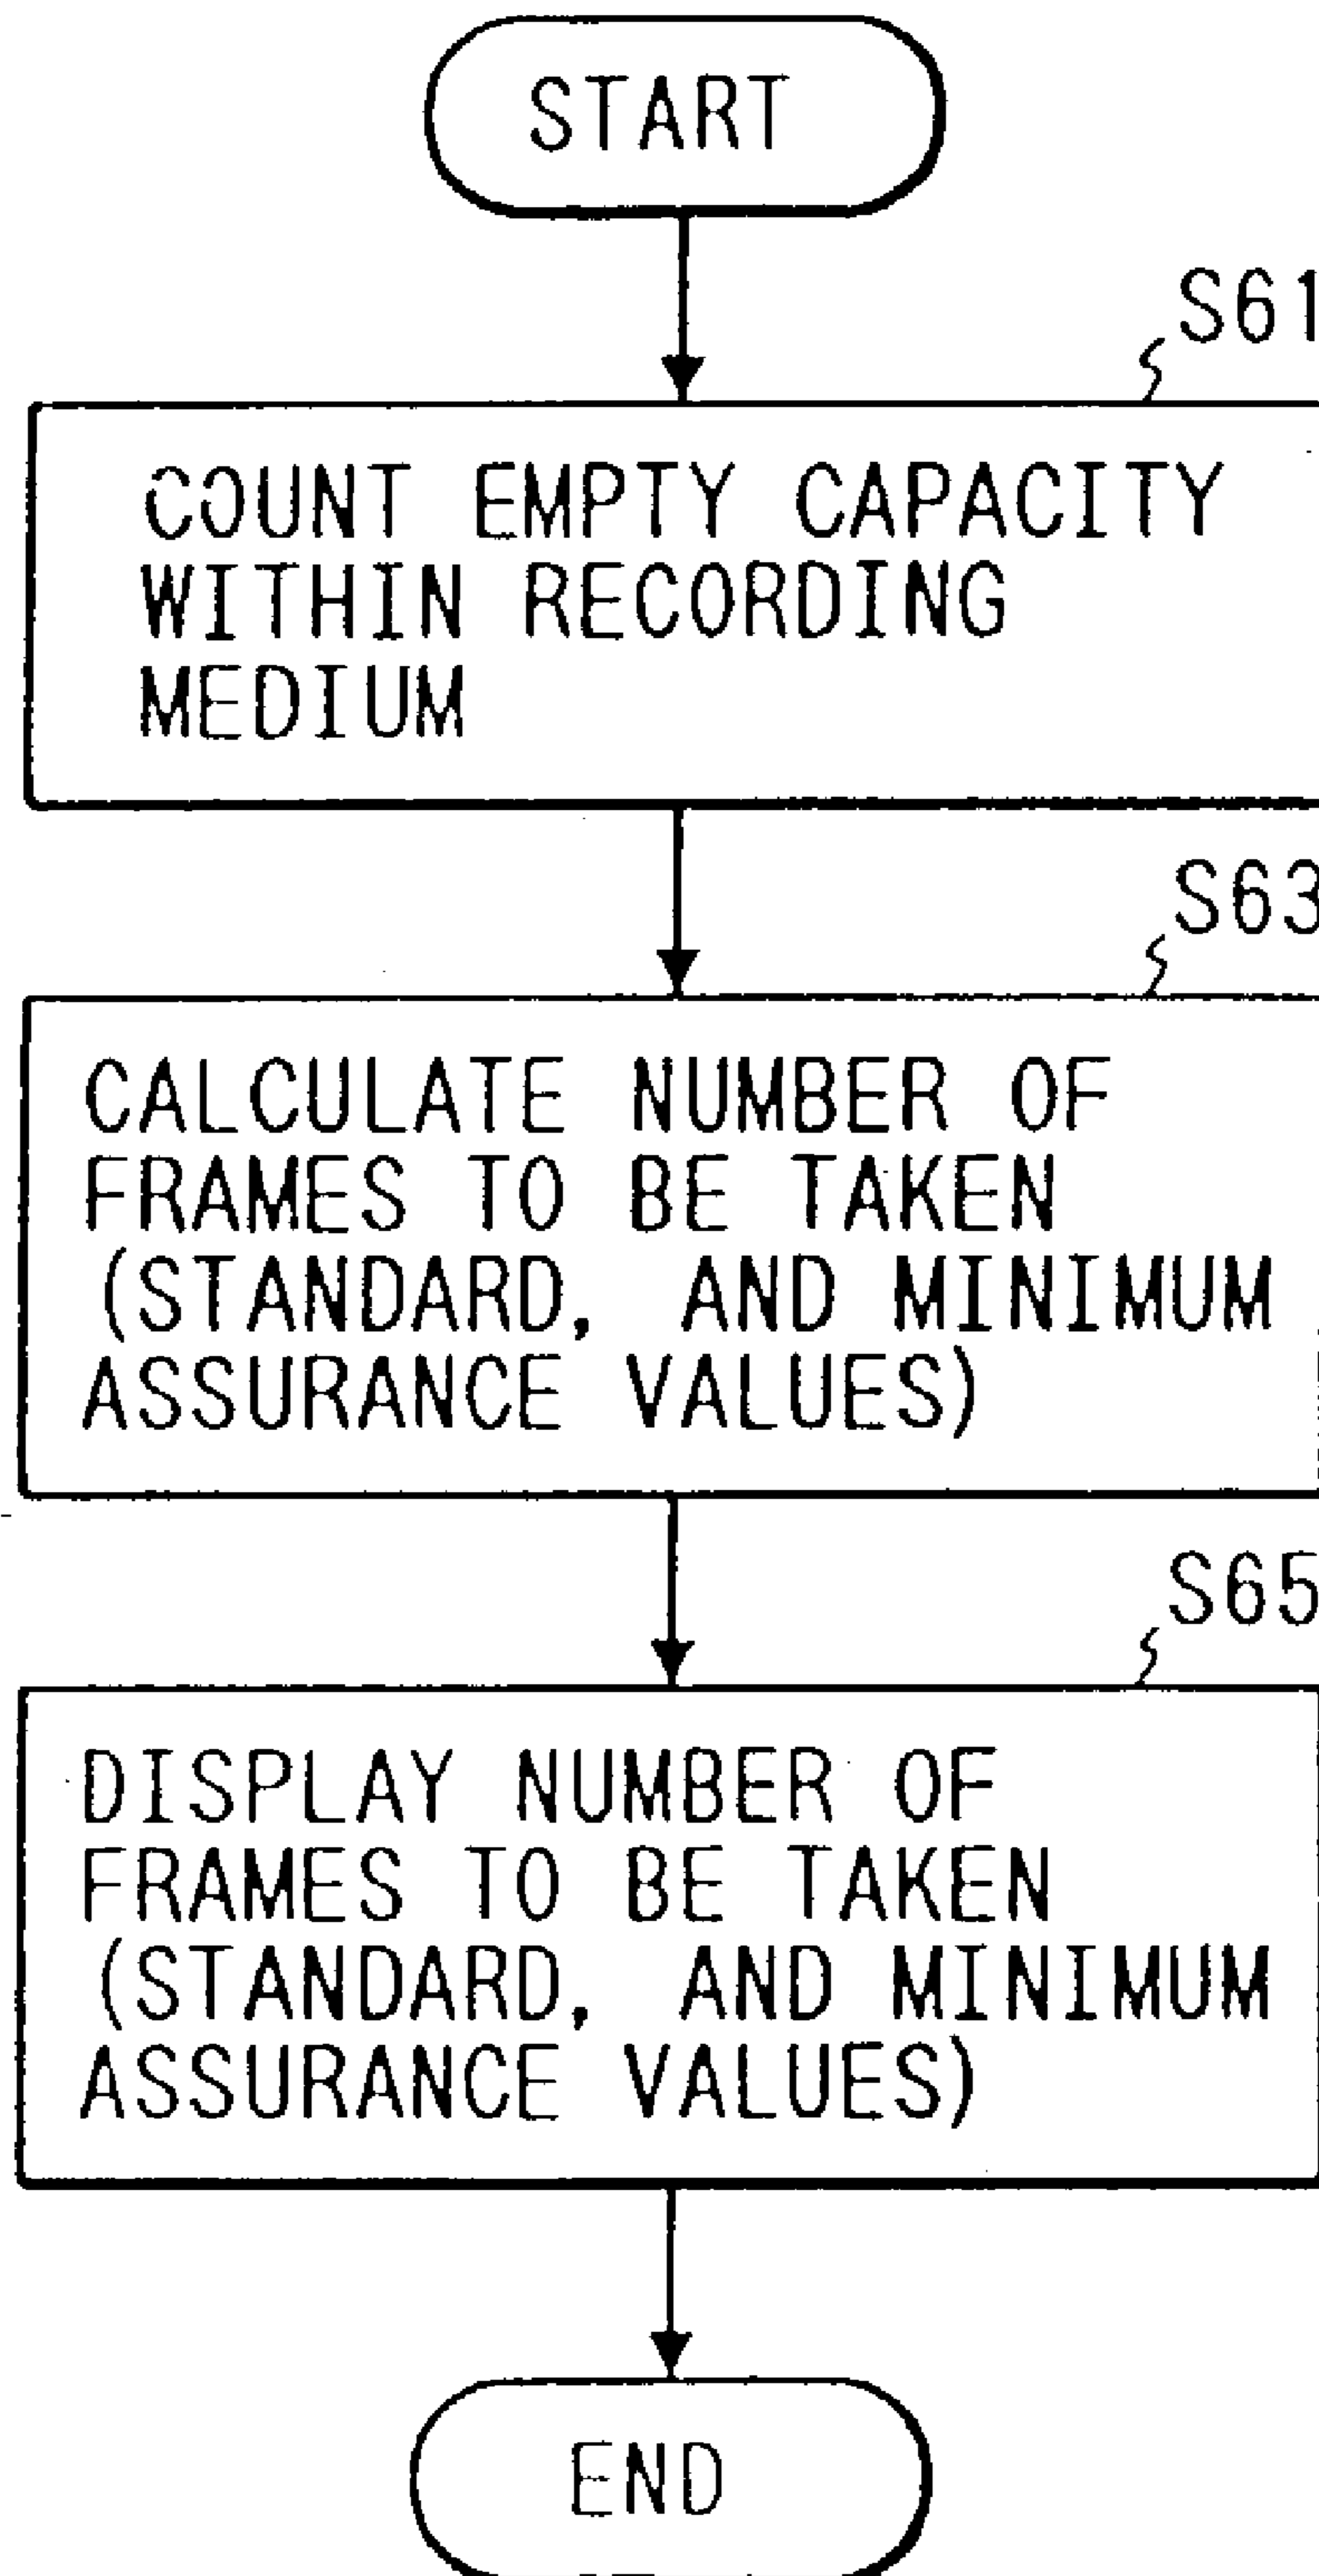 START
S61
COUNT EMPTY CAPACITY
WITHIN RECORDING
MEDIUM
S63
CALCULATE NUMBER OF
FRAMES TO BE TAKEN
(STANDARD, AND MINIMUM
ASSURANCE VALUES)
S65
DISPLAY NUMBER OF
FRAMES TO BE TAKEN
(STANDARD, AND MINIMUM
ASSURANCE VALUES)
END